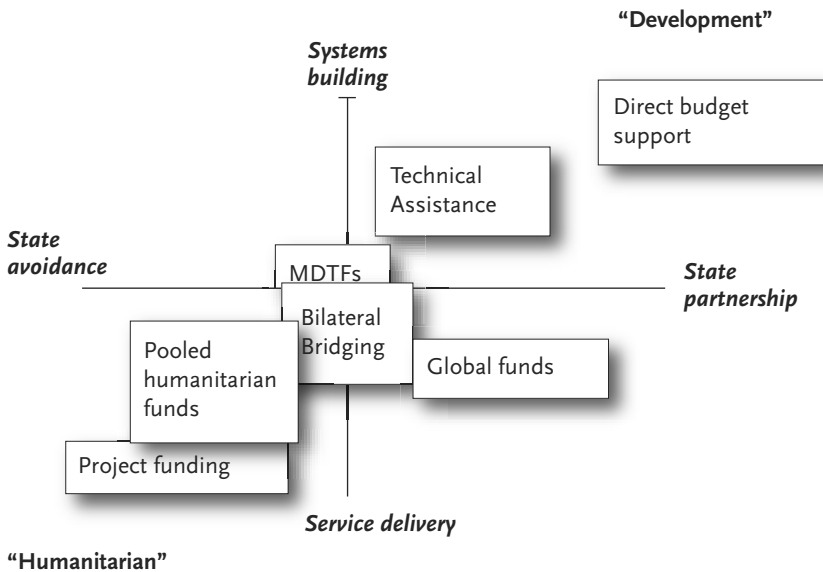 “Development”
Systems
building
Direct budget
support
Technical
Assistance
State
avoidance
MDTFs
State
partnership
Bilateral
Bridging
Pooled
humanitarian
funds
Global funds
Project funding
Service delivery
“Humanitarian”